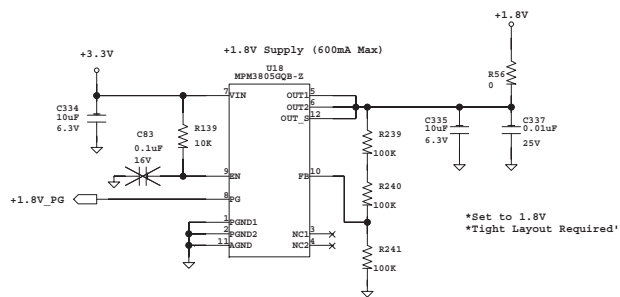 +1.8V
+3.3V
+1.8V Supply (600mA Max)
U18
MPM3805GQB-Z
R56
0
7 VIN
OUT1 5
OUT2 6
OUT_S 12
C334
10uF
6.3V
C83
0.1uF
16V
R139
10K
R239
100K
C335
10uF
6.3V
C337
0.01uF
25V
9 EN
FB 10
+1.8V_PG
8 PG
R240
100K
1 PGND1
2 PGND2
11 AGND
NC1 3
NC2 4
R241
100K
*Set to 1.8V
*Tight Layout Required'